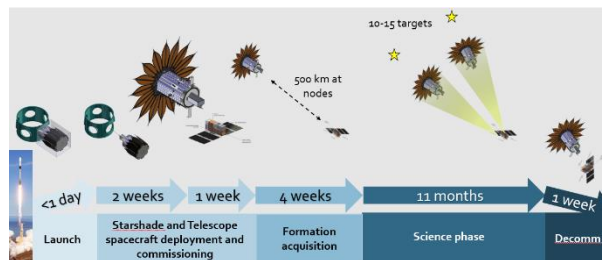 10-15 targets
500 km at
nodes
<1 day
2 weeks
1 week
4 weeks
11 months
1 week
Launch
Starshade and Telescope
spacecraft deployment and
commissioning
Formation
acquisition
Science phase
Decomm